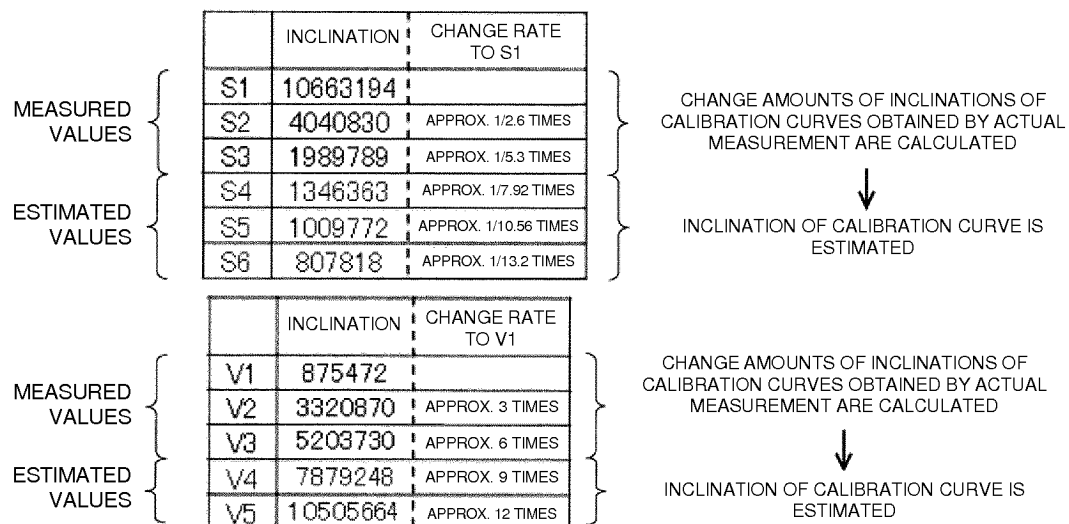 INCLINATION CHANGE RATE TO S1
MEASURED VALUES
S1 10663194
S2 4040830 APPROX. 1/2.6 TIMES
S3 1989789 APPROX. 1/5.3 TIMES
ESTIMATED VALUES
S4 1346363 APPROX. 1/7.92 TIMES
S5 1009772 APPROX. 1/10.56 TIMES
S6 807818 APPROX. 1/13.2 TIMES
CHANGE AMOUNTS OF INCLINATIONS OF
CALIBRATION CURVES OBTAINED BY ACTUAL
MEASUREMENT ARE CALCULATED
INCLINATION OF CALIBRATION CURVE IS
ESTIMATED
INCLINATION CHANGE RATE TO V1
MEASURED VALUES
V1 875472
V2 3320870 APPROX. 3 TIMES
V3 5203730 APPROX. 6 TIMES
ESTIMATED VALUES
V4 7879248 APPROX. 9 TIMES
V5 10505664 APPROX. 12 TIMES
CHANGE AMOUNTS OF INCLINATIONS OF
CALIBRATION CURVES OBTAINED BY ACTUAL
MEASUREMENT ARE CALCULATED
INCLINATION OF CALIBRATION CURVE IS
ESTIMATED